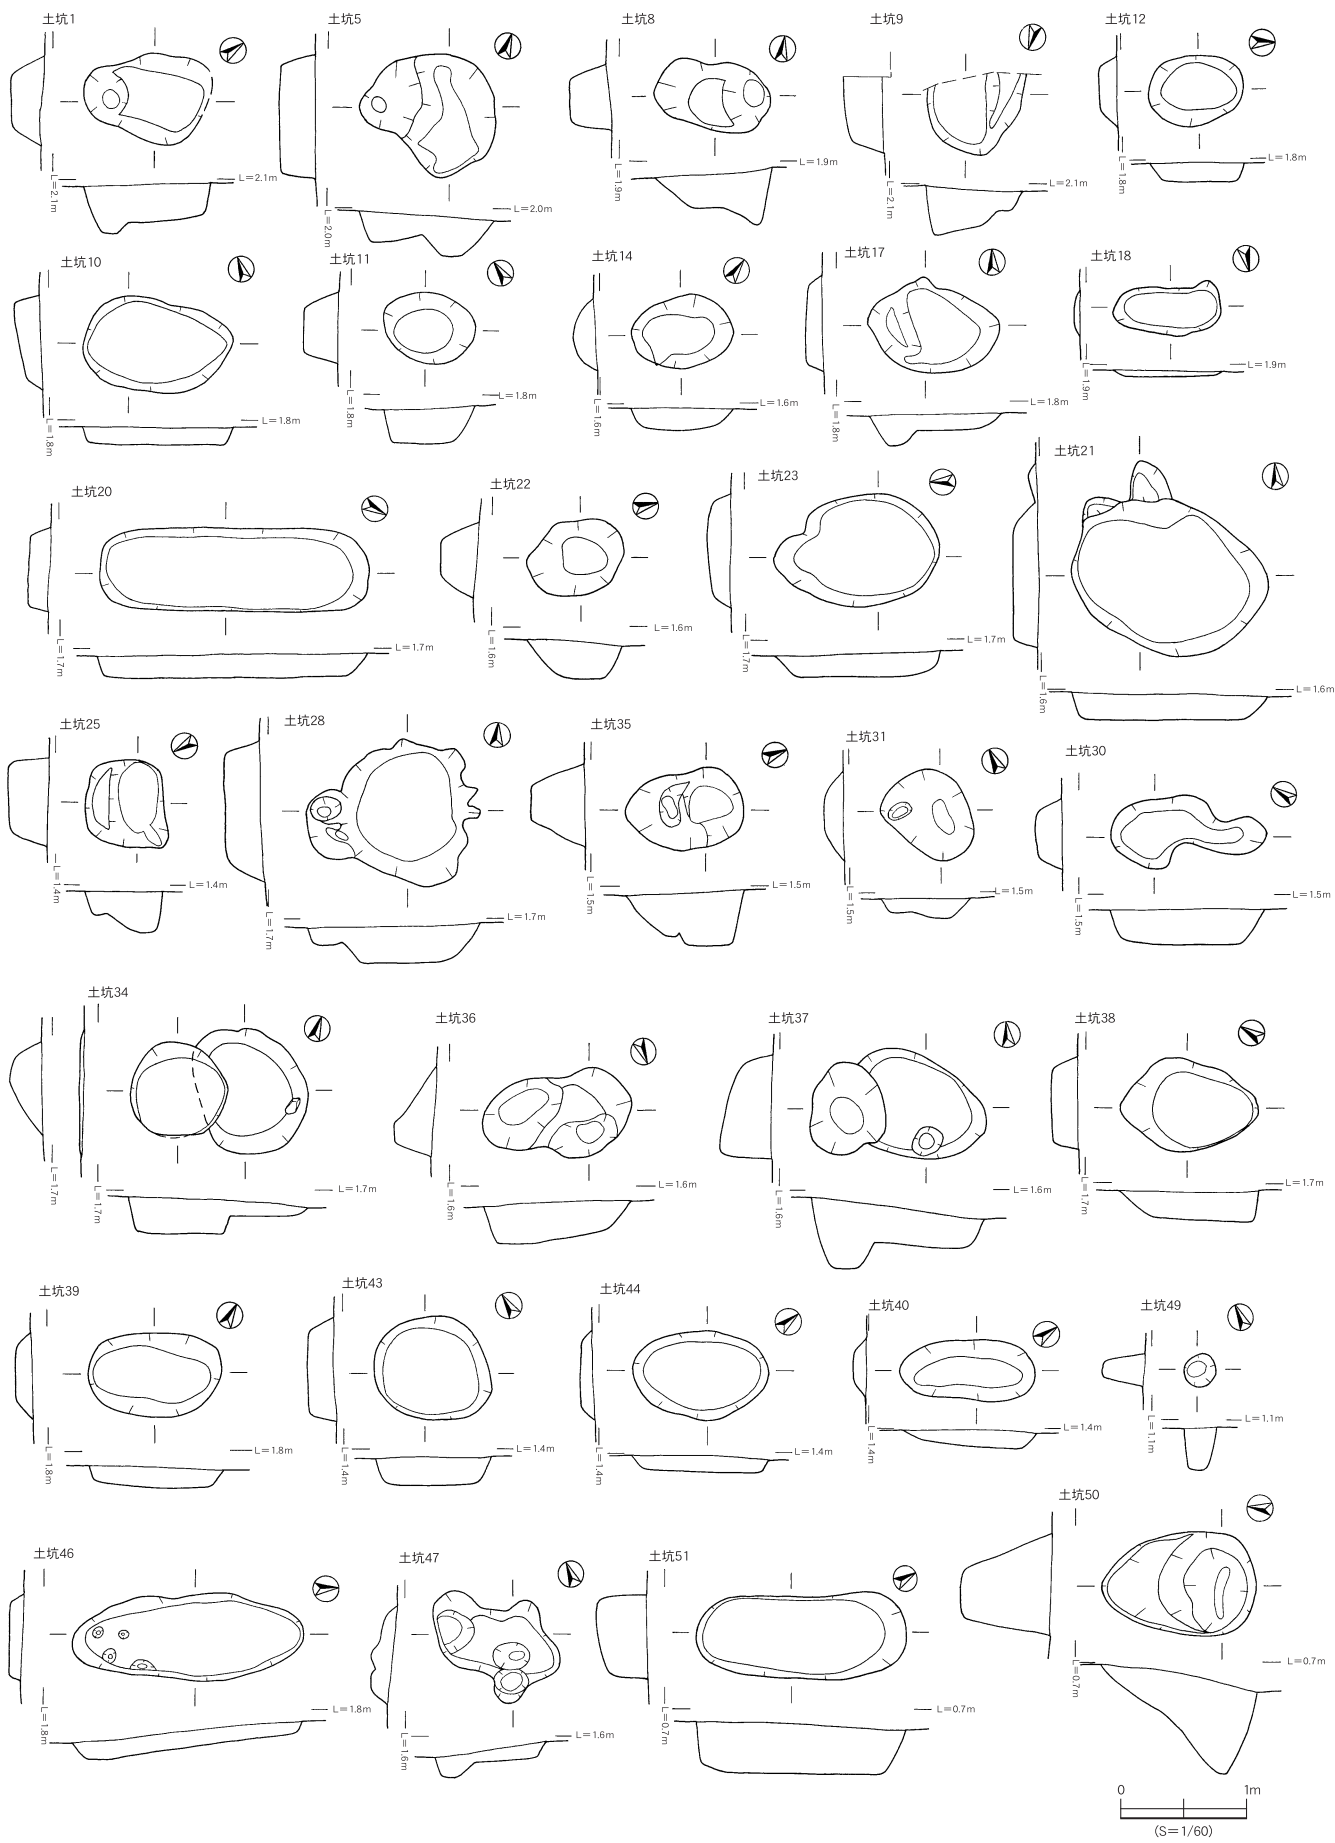 土坑1
L=2.1m
L=2.1m
土坑5
L=2.0m
L=2.0m
土坑8
L=1.9m
L=1.9m
土坑9
L=2.1m
L=2.1m
土坑12
L=1.8m
L=1.8m
土坑10
L=1.8m
L=1.8m
土坑11
L=1.8m
L=1.8m
土坑14
L=1.6m
L=1.6m
土坑17
L=1.8m
L=1.8m
土坑18
L=1.9m
L=1.9m
土坑20
L=1.7m
L=1.7m
土坑22
L=1.6m
L=1.6m
土坑23
L=1.7m
L=1.7m
土坑21
L=1.6m
L=1.6m
土坑25
L=1.4m
L=1.4m
土坑28
L=1.7m
L=1.7m
土坑35
L=1.5m
L=1.5m
土坑31
L=1.5m
L=1.5m
土坑30
L=1.5m
L=1.5m
土坑34
L=1.7m
L=1.7m
L=1.7m
土坑36
L=1.6m
L=1.6m
土坑37
L=1.6m
L=1.6m
土坑38
L=1.7m
L=1.7m
土坑39
L=1.8m
L=1.8m
土坑43
L=1.4m
L=1.4m
土坑44
L=1.4m
L=1.4m
土坑40
L=1.4m
L=1.4m
土坑49
L=1.1m
L=1.1m
土坑46
L=1.8m
L=1.8m
土坑47
L=1.6m
L=1.6m
土坑51
L=0.7m
L=0.7m
土坑50
L=0.7m
L=0.7m
0 1m
(S=1/60)